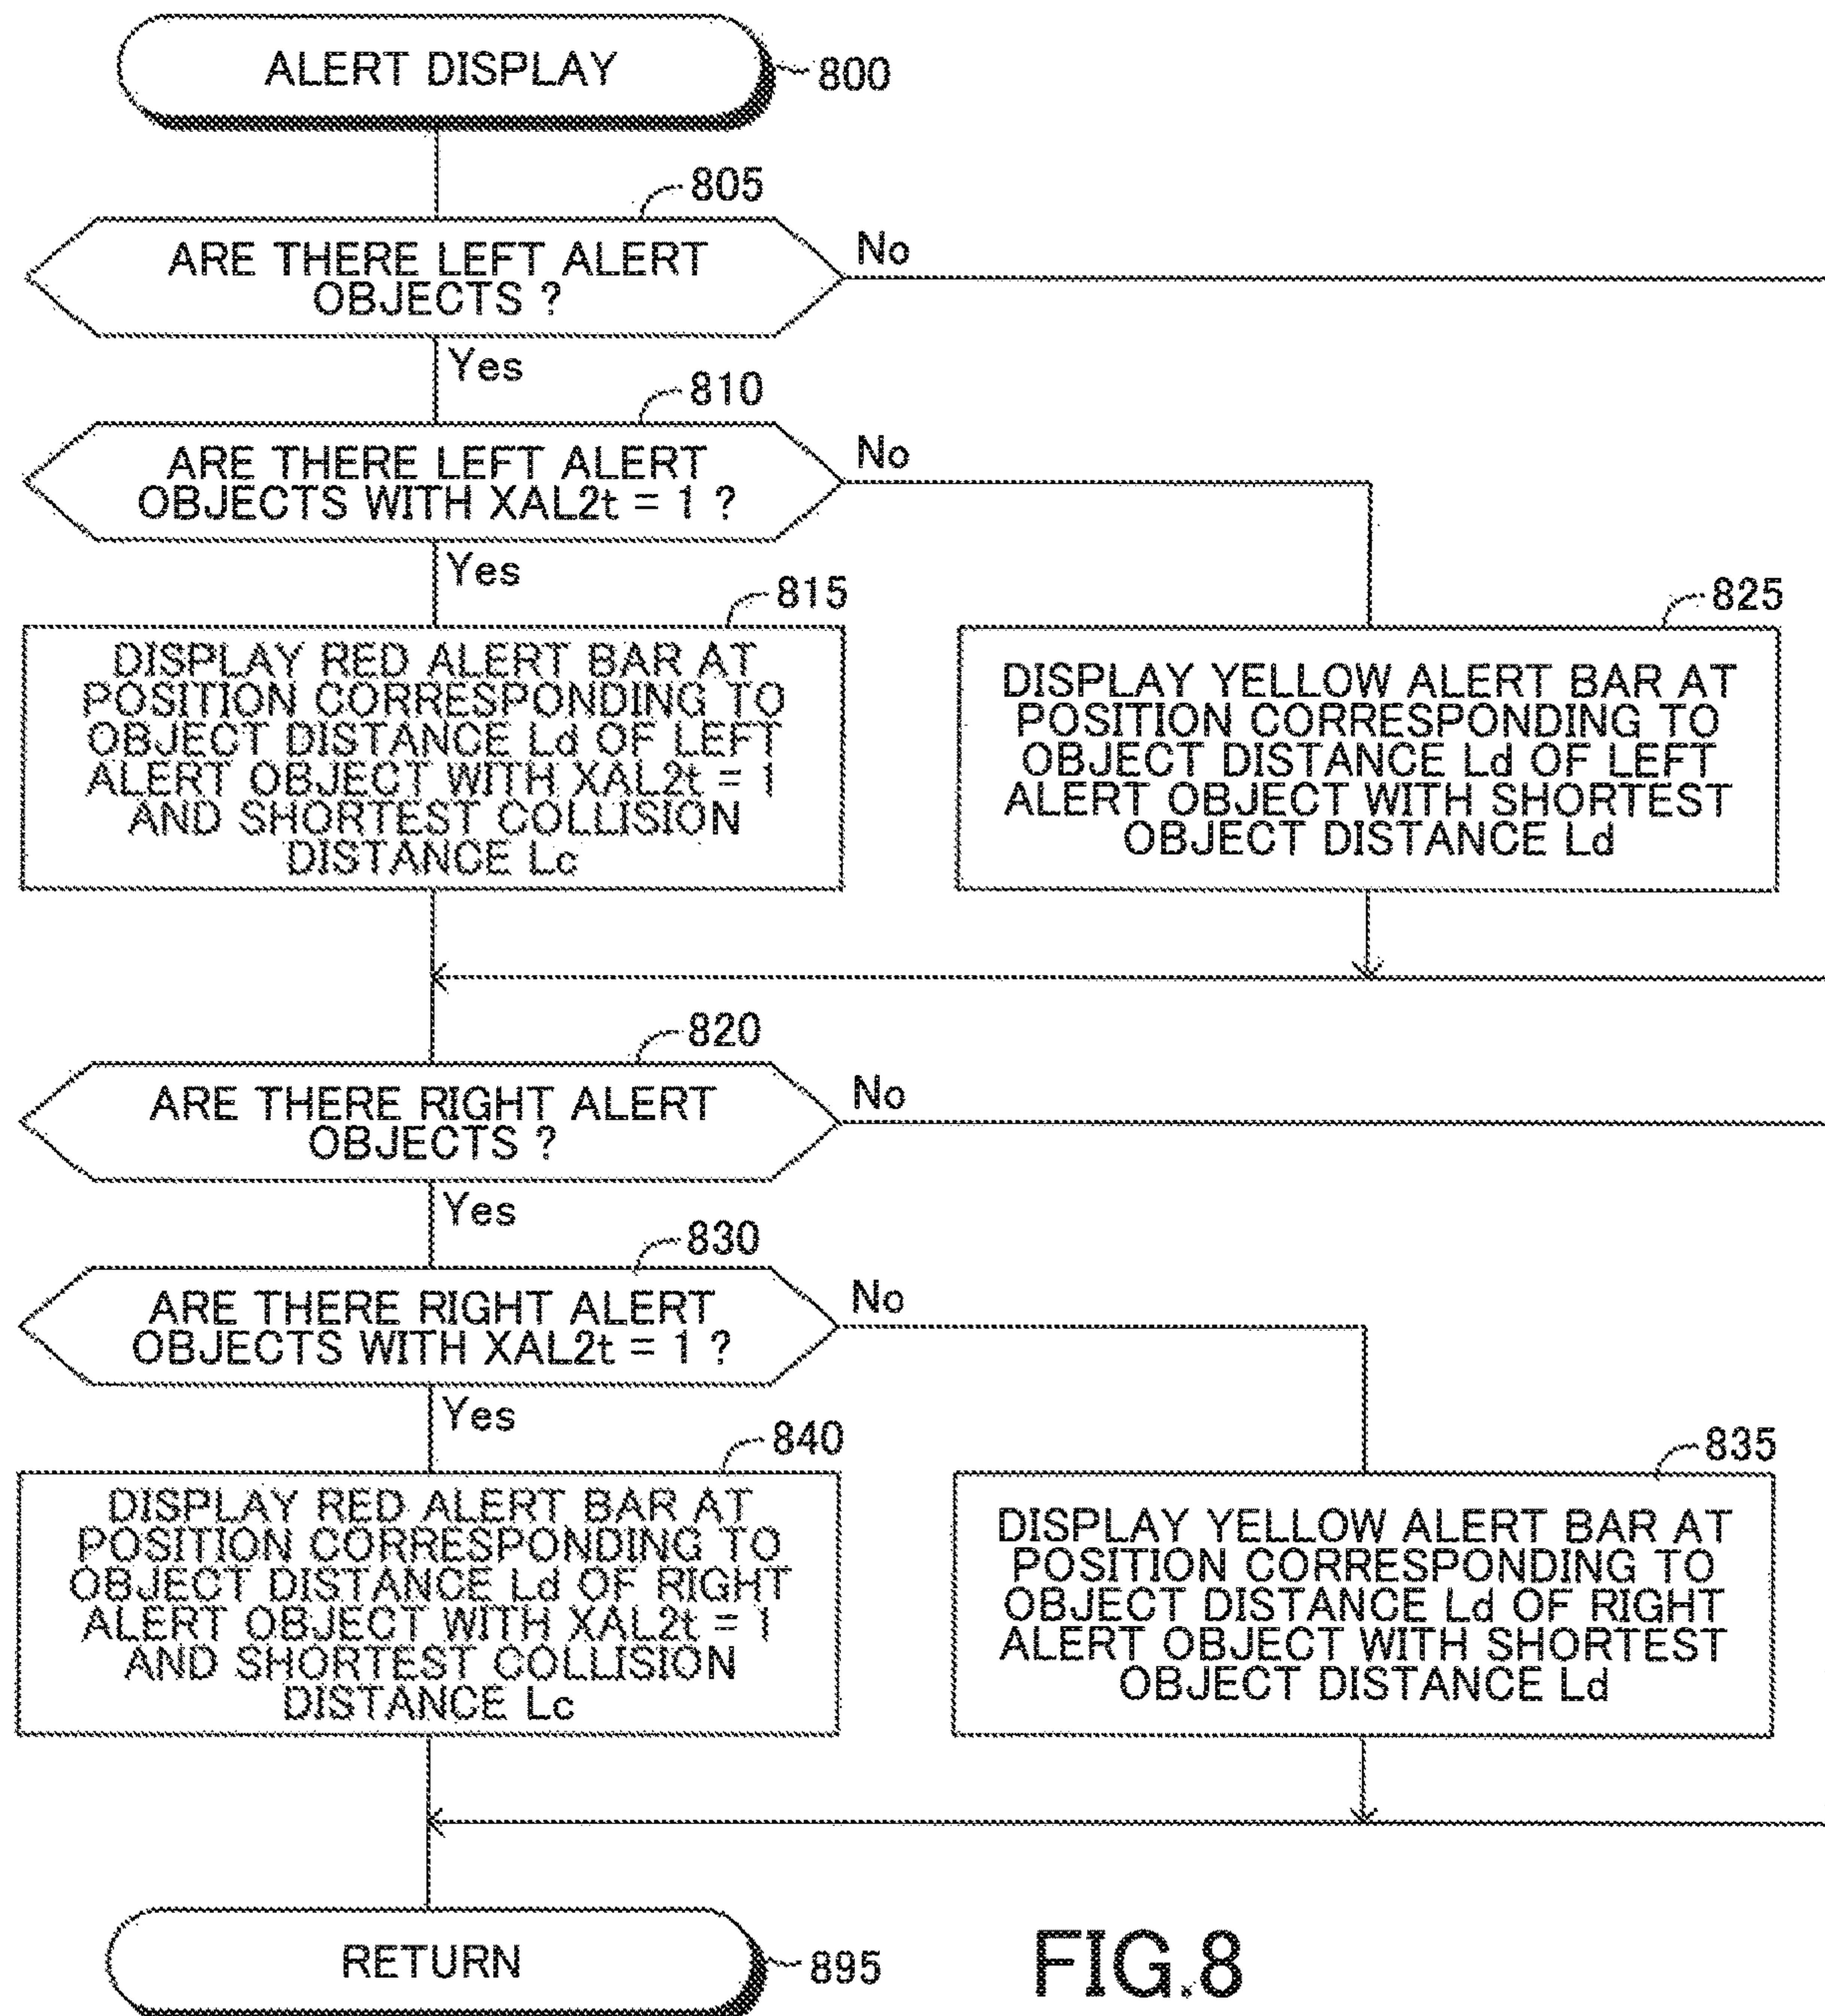 ALERT DISPLAY
800
805
ARE THERE LEFT ALERT
OBJECTS ?
No
Yes
810
ARE THERE LEFT ALERT
OBJECTS WITH XAL2t = 1 ?
No
Yes
815
DISPLAY RED ALERT BAR AT
POSITION CORRESPONDING TO
OBJECT DISTANCE Ld OF LEFT
ALERT OBJECT WITH XAL2t = 1
AND SHORTEST COLLISION
DISTANCE Lc
825
DISPLAY YELLOW ALERT BAR AT
POSITION CORRESPONDING TO
OBJECT DISTANCE Ld OF LEFT
ALERT OBJECT WITH SHORTEST
OBJECT DISTANCE Ld
820
ARE THERE RIGHT ALERT
OBJECTS ?
No
Yes
830
ARE THERE RIGHT ALERT
OBJECTS WITH XAL2t = 1 ?
No
Yes
840
DISPLAY RED ALERT BAR AT
POSITION CORRESPONDING TO
OBJECT DISTANCE Ld OF RIGHT
ALERT OBJECT WITH XAL2t = 1
AND SHORTEST COLLISION
DISTANCE Lc
835
DISPLAY YELLOW ALERT BAR AT
POSITION CORRESPONDING TO
OBJECT DISTANCE Ld OF RIGHT
ALERT OBJECT WITH SHORTEST
OBJECT DISTANCE Ld
RETURN
895
FIG.8